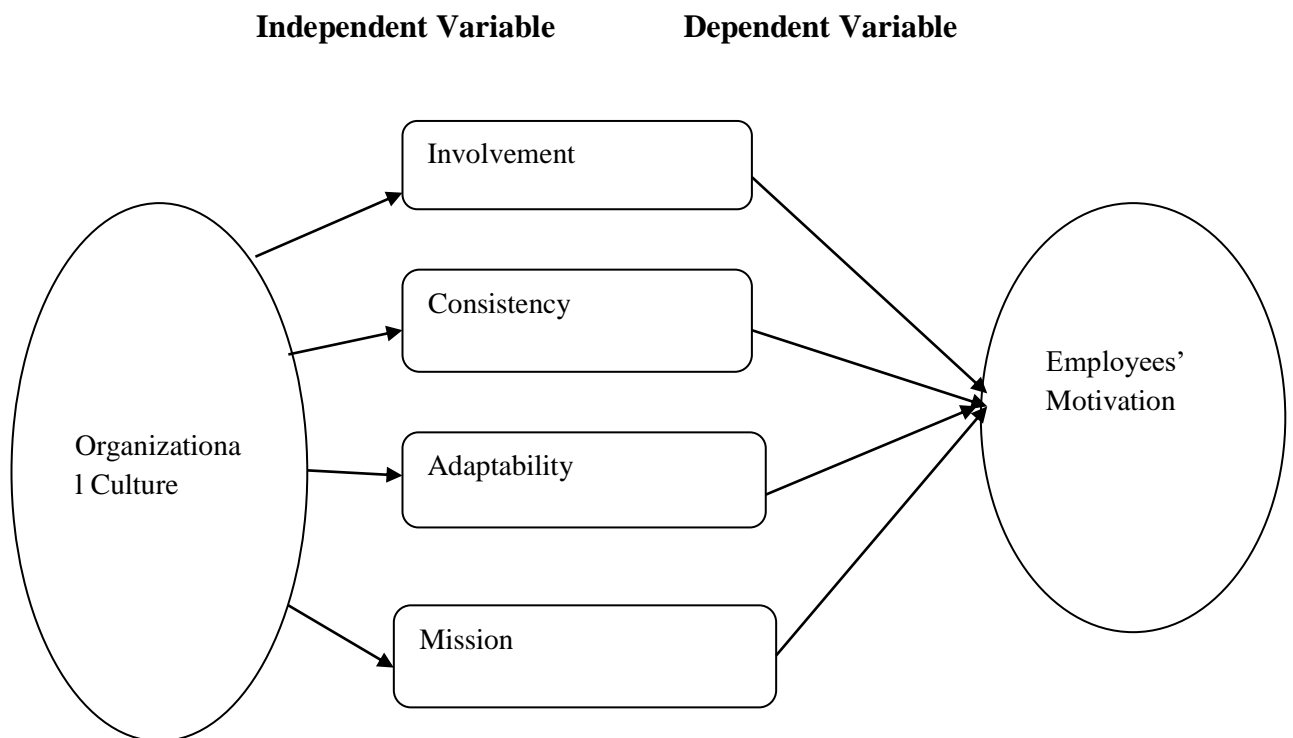 Independent Variable
Dependent Variable
Involvement
Consistency
Employees’
Motivation
Organizationa
l Culture
Adaptability
Mission